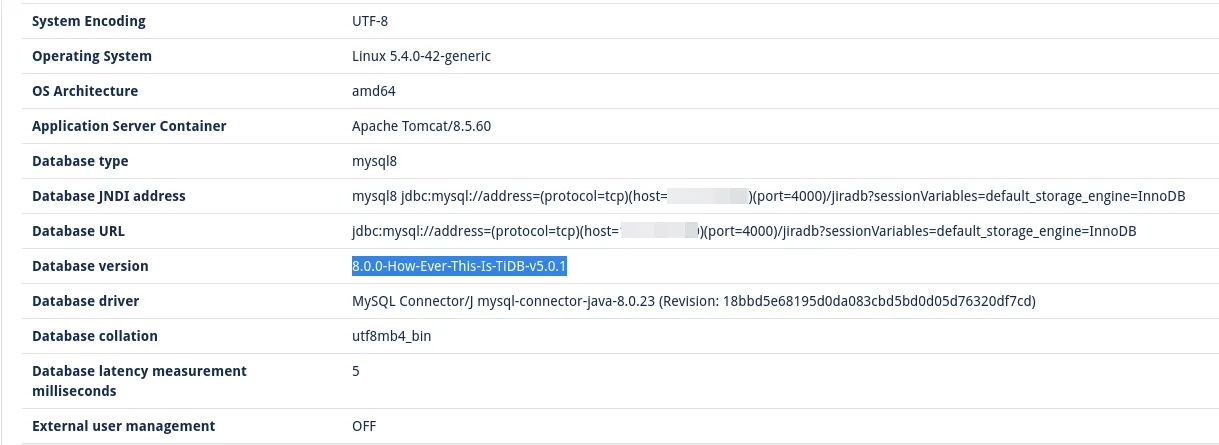 System Encoding UTF-8
Operating System Linux 5.4.0-42-generic
OS Architecture amd64
Application Server Container Apache Tomcat/8.5.60
Database type mysql8
Database JNDI address mysql8 jdbc:mysql://address=(protocol=tcp)(host= )(port=4000)/jiradb?sessionVariables=default_storage_engine=InnoDB
Database URL jdbc:mysql://address=(protocol=tcp)(host= )(port=4000)/jiradb?sessionVariables=default_storage_engine=InnoDB
Database version 8.0.0-How-Ever-This-Is-TiDB-v5.0.1
Database driver MySQL Connector/J mysql-connector-java-8.0.23 (Revision: 18bbd5e68195d0da083cbd5bd0d05d76320df7cd)
Database collation utf8mb4_bin
Database latency measurement 5
milliseconds
External user management OFF